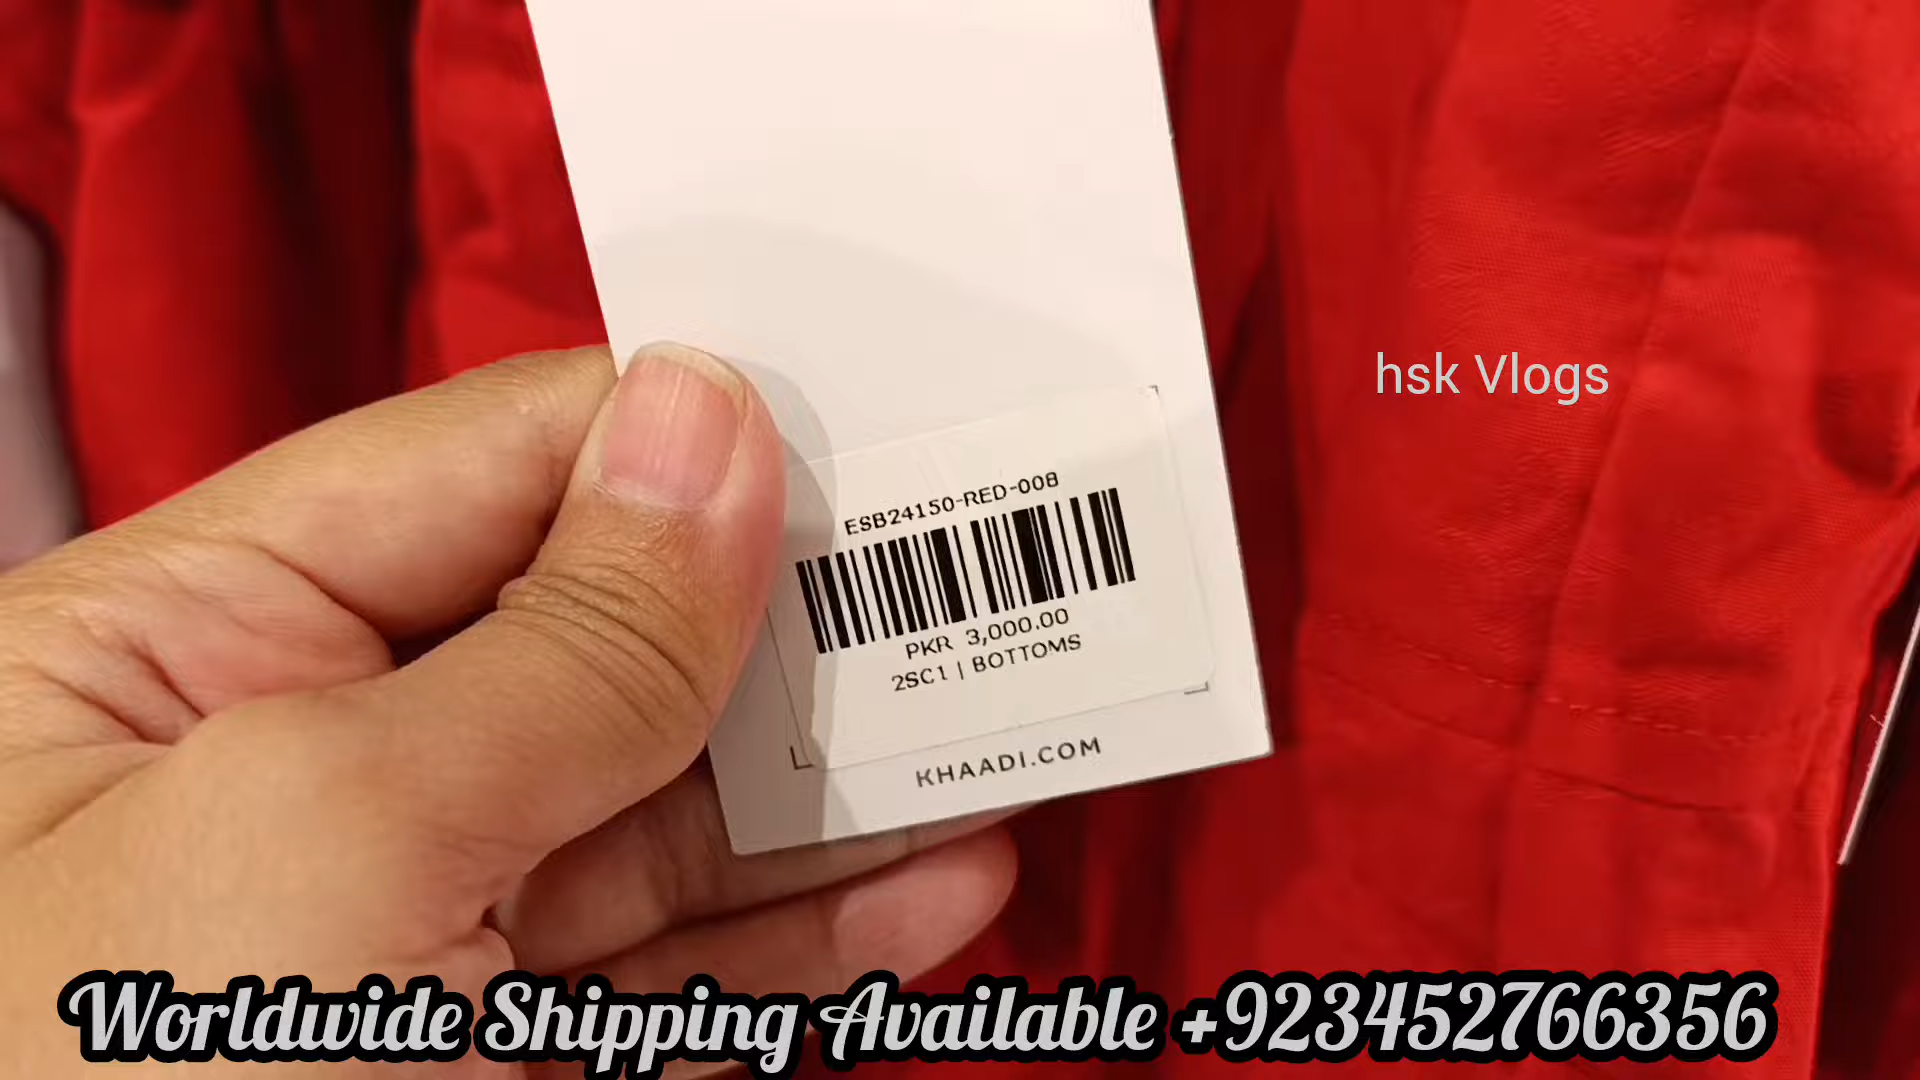 hsk Vlogs
ESB24150-RED-008
PKR 3,000.00
2SC1 | BOTTOMS
KHAADI.COM
Worldwide Shipping Available +923452766356